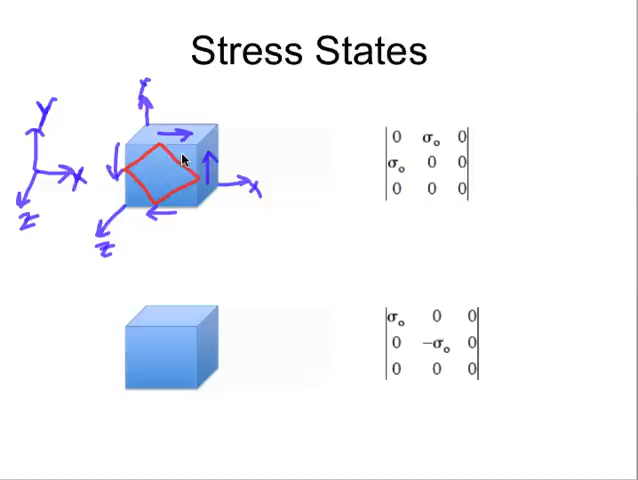 Stress States
Y
Y
X
Z
X
Z
0 σₒ 0
σₒ 0 0
0 0 0
σₒ 0 0
0 −σₒ 0
0 0 0